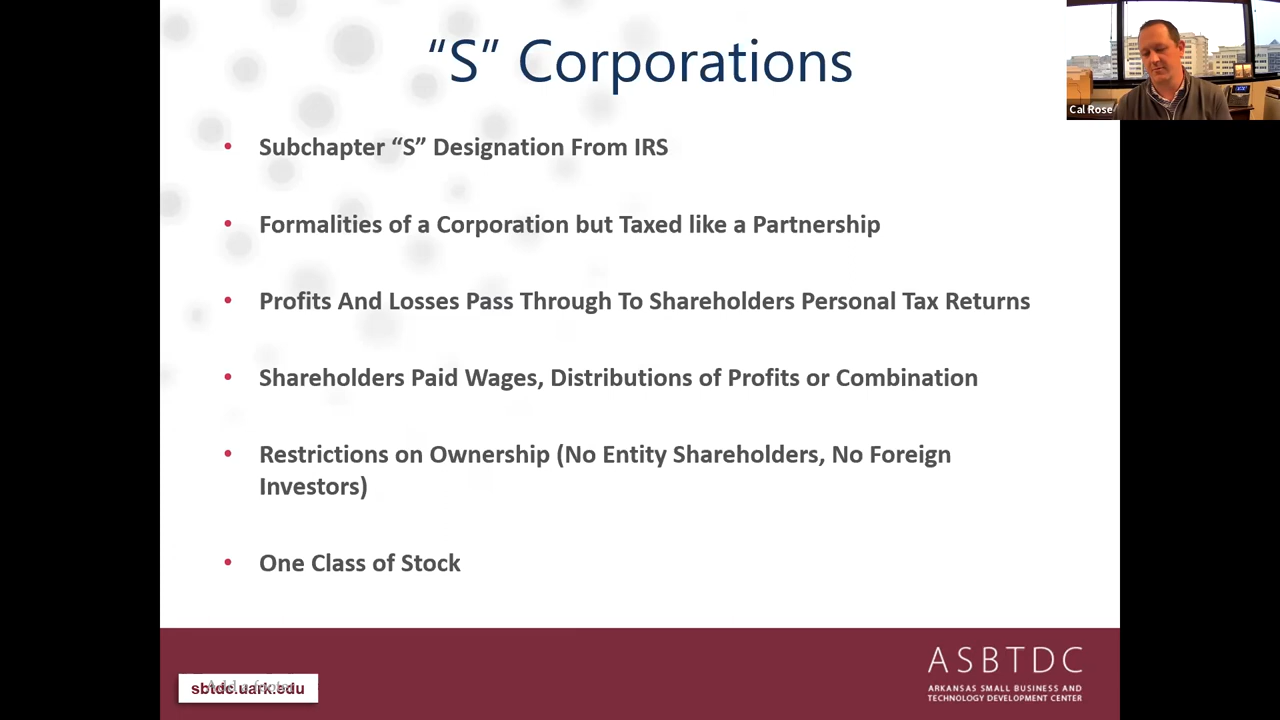 “S” Corporations
Cal Rose
• Subchapter “S” Designation From IRS
• Formalities of a Corporation but Taxed like a Partnership
• Profits And Losses Pass Through To Shareholders Personal Tax Returns
• Shareholders Paid Wages, Distributions of Profits or Combination
• Restrictions on Ownership (No Entity Shareholders, No Foreign
Investors)
• One Class of Stock
sbtdc.uark.edu
Add a footer
ASBTDC
ARKANSAS SMALL BUSINESS AND
TECHNOLOGY DEVELOPMENT CENTER